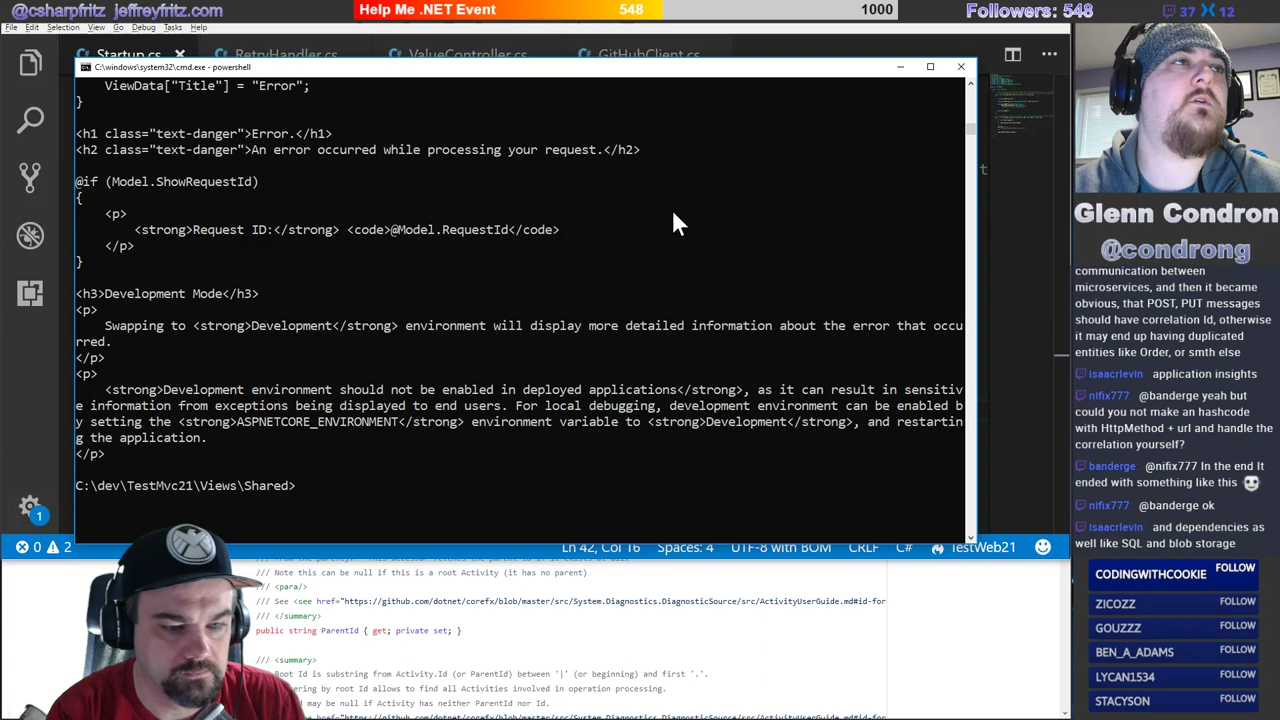 @csharpfritz jeffreyfritz.com
Help Me .NET Event 548 1000
Followers: 548
37 12
File Edit Selection View Go Debug Tasks Help
Startup.cs RetryHandler.cs ValueController.cs GitHubClient.cs
C:\windows\system32\cmd.exe - powershell
ViewData["Title"] = "Error";
}
<h1 class="text-danger">Error.</h1>
<h2 class="text-danger">An error occurred while processing your request.</h2>
@if (Model.ShowRequestId)
{
<p>
<strong>Request ID:</strong> <code>@Model.RequestId</code>
</p>
}
<h3>Development Mode</h3>
<p>
Swapping to <strong>Development</strong> environment will display more detailed information about the error that occu
rred.
</p>
<p>
<strong>Development environment should not be enabled in deployed applications</strong>, as it can result in sensitiv
e information from exceptions being displayed to end users. For local debugging, development environment can be enabled b
y setting the <strong>ASPNETCORE_ENVIRONMENT</strong> environment variable to <strong>Development</strong>, and restartin
g the application.
</p>
C:\dev\TestMvc21\Views\Shared>
1
0 2
Ln 42, Col 16 Spaces: 4 UTF-8 with BOM CRLF C# TestWeb21
/// Note this can be null if this is a root Activity (it has no parent)
/// <para/>
/// See <see href="https://github.com/dotnet/corefx/blob/master/src/System.Diagnostics.DiagnosticSource/src/ActivityUserGuide.md#id-for
/// </summary>
public string ParentId { get; private set; }
/// <summary>
Root Id is substring from Activity.Id (or ParentId) between '|' (or beginning) and first '.'.
ering by root Id allows to find all Activities involved in operation processing.
may be null if Activity has neither ParentId nor Id.
Glenn Condron
@condrong
communication between
microservices, and then it became
obvious, that POST, PUT messages
should have correlation Id, otherwise
it may end up having duplicated
entities like Order, or smth else
isaacrlevin: application insights
nifix777: @banderge yeah but
could you not make an hashcode
with HttpMethod + url and handle the
correlation yourself?
banderge: @nifix777 In the end It
ended with something like this
nifix777: @banderge ok
isaacrlevin: and dependencies as
well like SQL and blob storage
CODINGWITHCOOKIE FOLLOW
ZICOZZ FOLLOW
GOUZZZ FOLLOW
BEN_A_ADAMS FOLLOW
LYCAN1534 FOLLOW
STACYSON FOLLOW